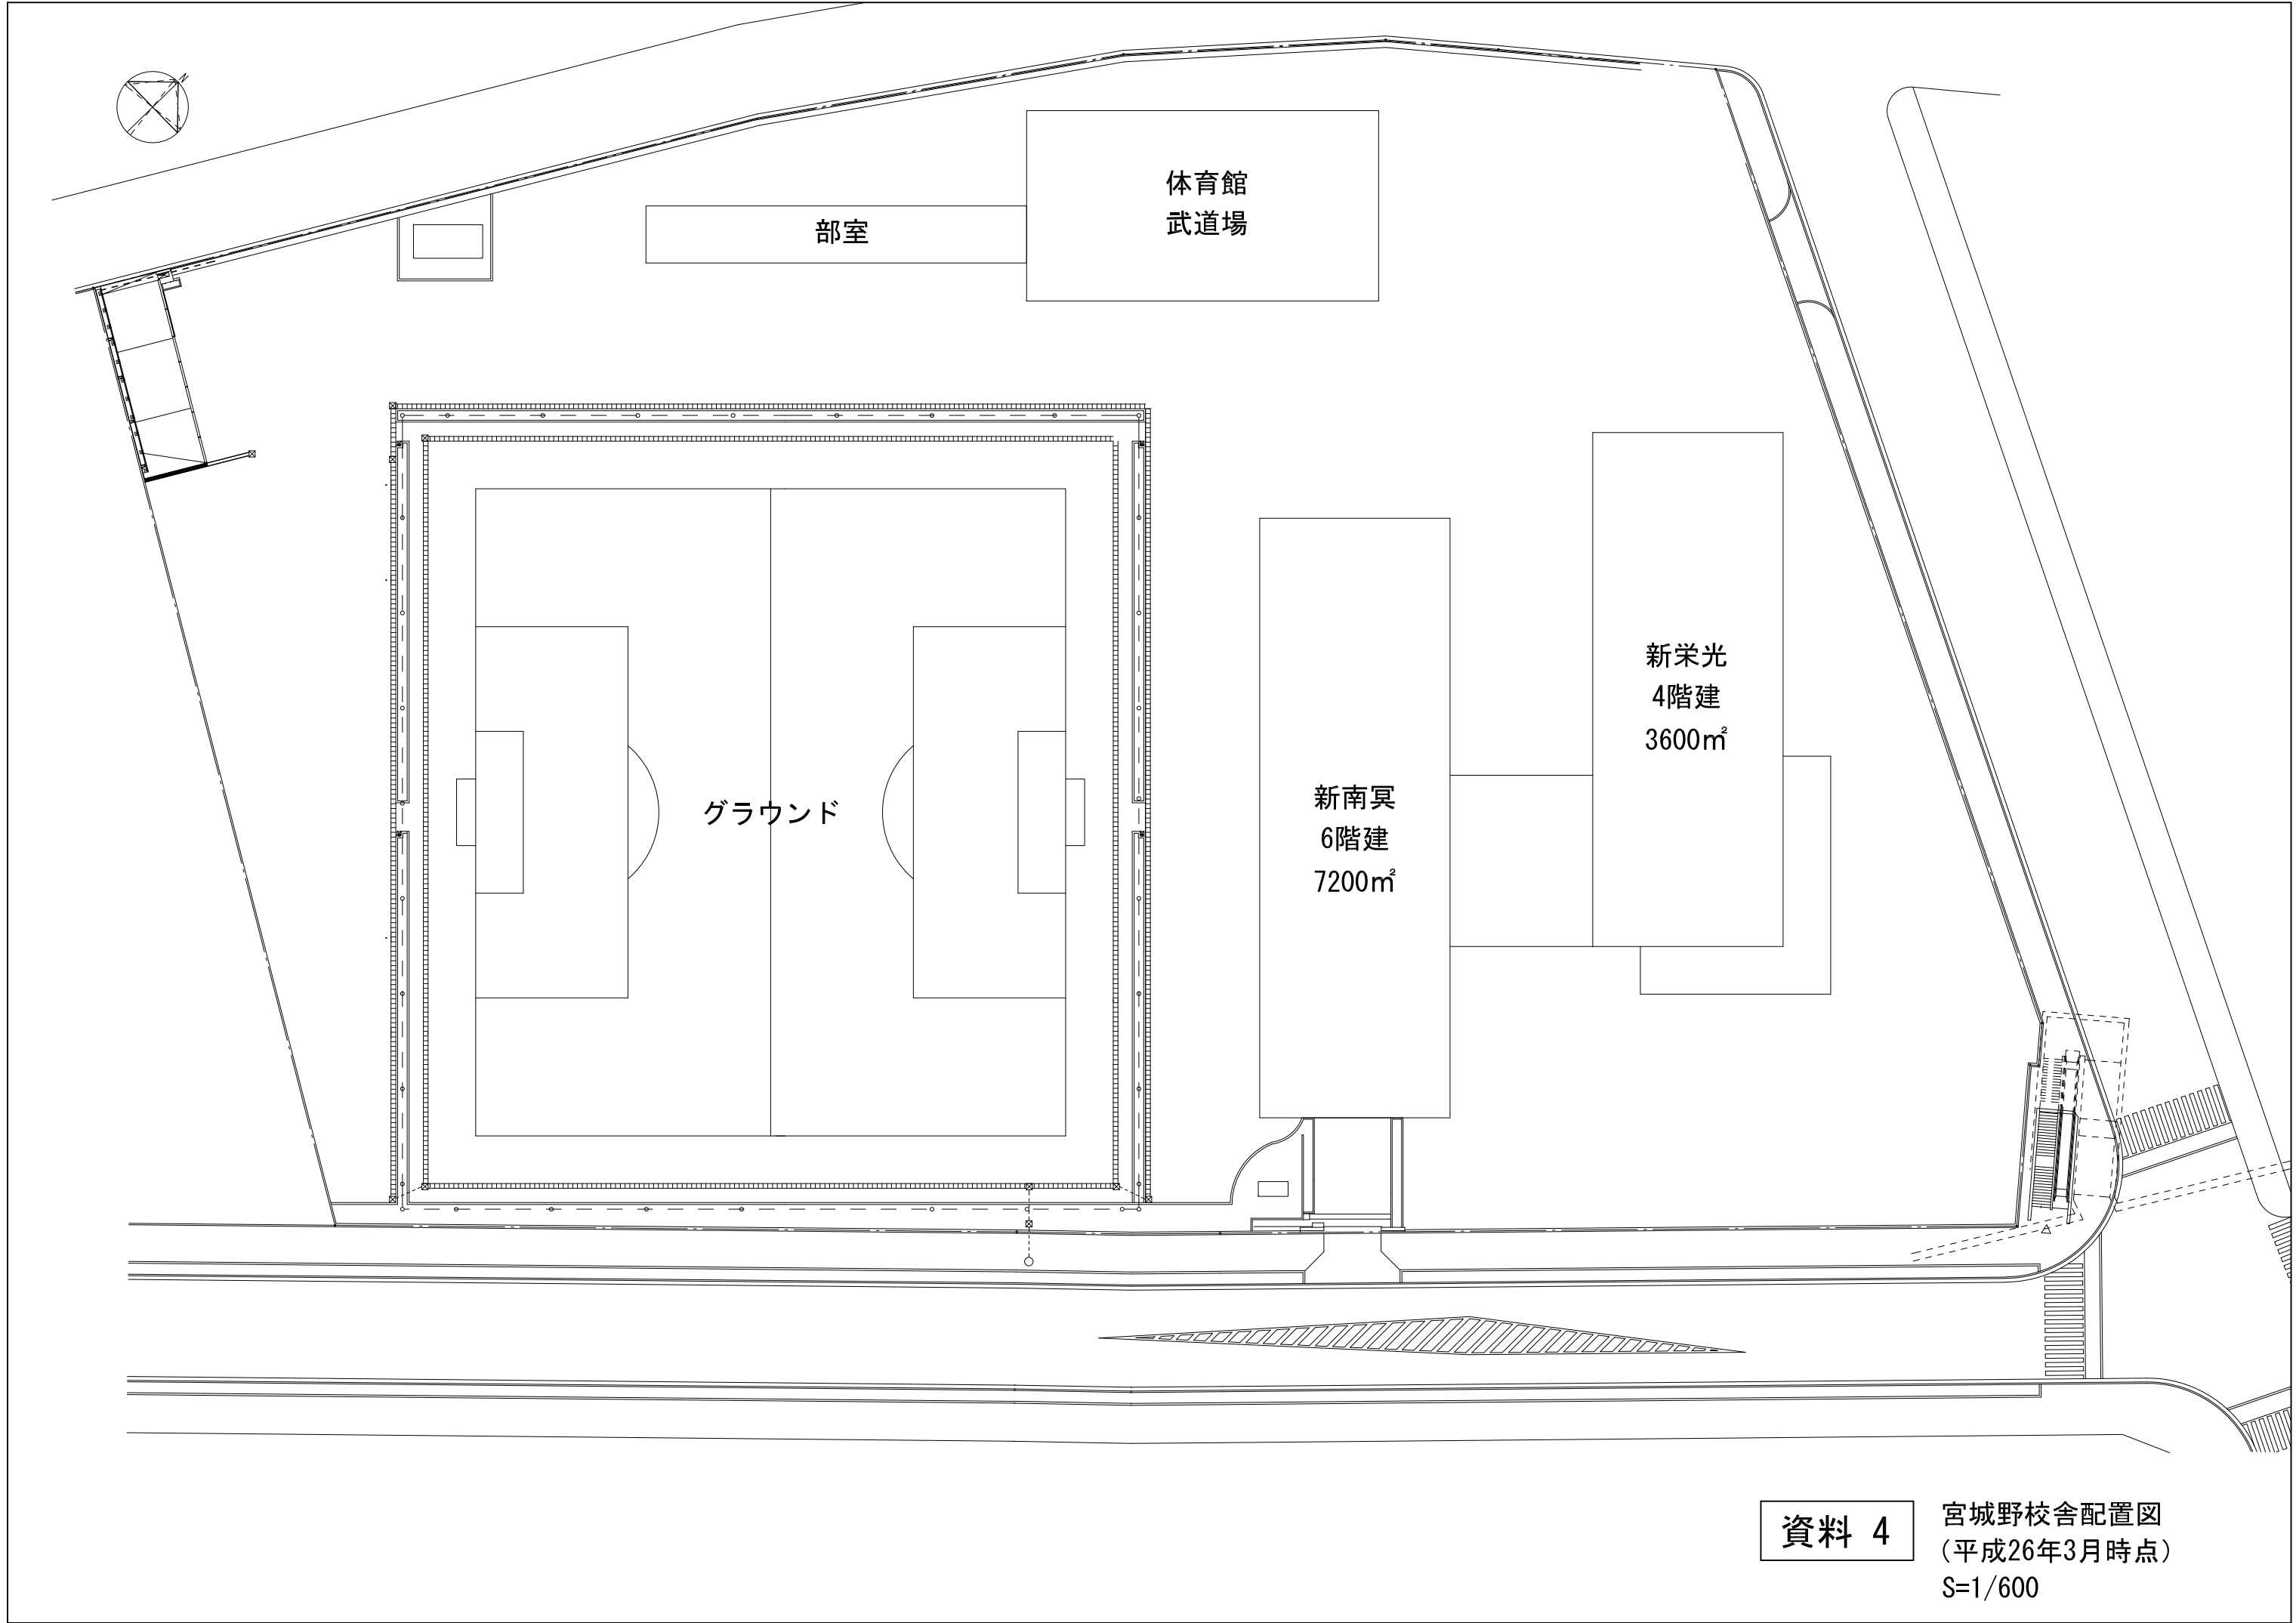 N
体育館
武道場
部室
新栄光
4階建
3600㎡
新南冥
6階建
7200㎡
グラウンド
資料 4
宮城野校舎配置図
(平成26年3月時点)
S=1/600